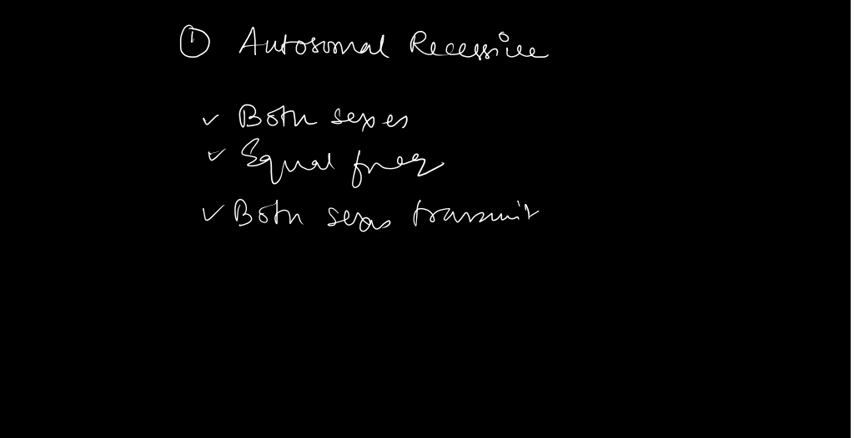 ① Autosomal Recessive
✓ Both sexes
✓ Equal freq
✓ Both sexes transmit